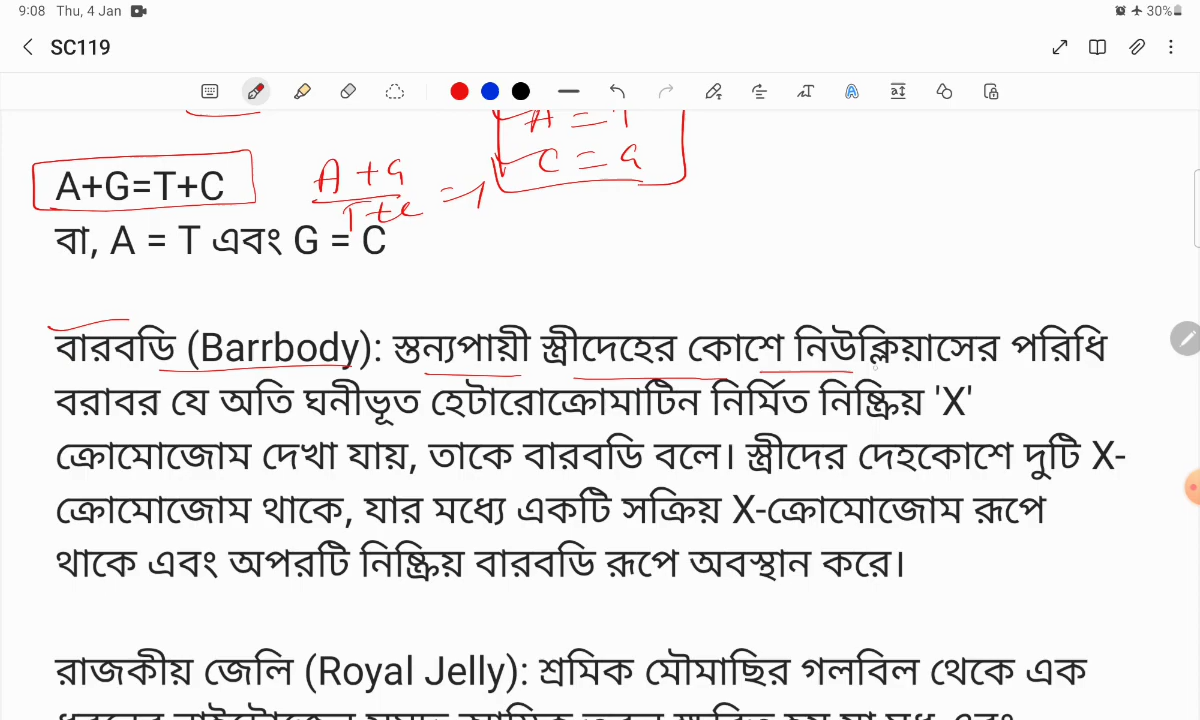 9:08 Thu, 4 Jan 30%
SC119
A = T
C = G
A+G=T+C
A+G
T+C = 1
বা, A = T এবং G = C
বারবডি (Barrbody): স্তন্যপায়ী স্ত্রীদেহের কোশে নিউক্লিয়াসের পরিধি
বরাবর যে অতি ঘনীভূত হেটারোক্রোমাটিন নির্মিত নিষ্ক্রিয় 'X'
ক্রোমোজোম দেখা যায়, তাকে বারবডি বলে। স্ত্রীদের দেহকোশে দুটি X-
ক্রোমোজোম থাকে, যার মধ্যে একটি সক্রিয় X-ক্রোমোজোম রূপে
থাকে এবং অপরটি নিষ্ক্রিয় বারবডি রূপে অবস্থান করে।
রাজকীয় জেলি (Royal Jelly): শ্রমিক মৌমাছির গলবিল থেকে এক